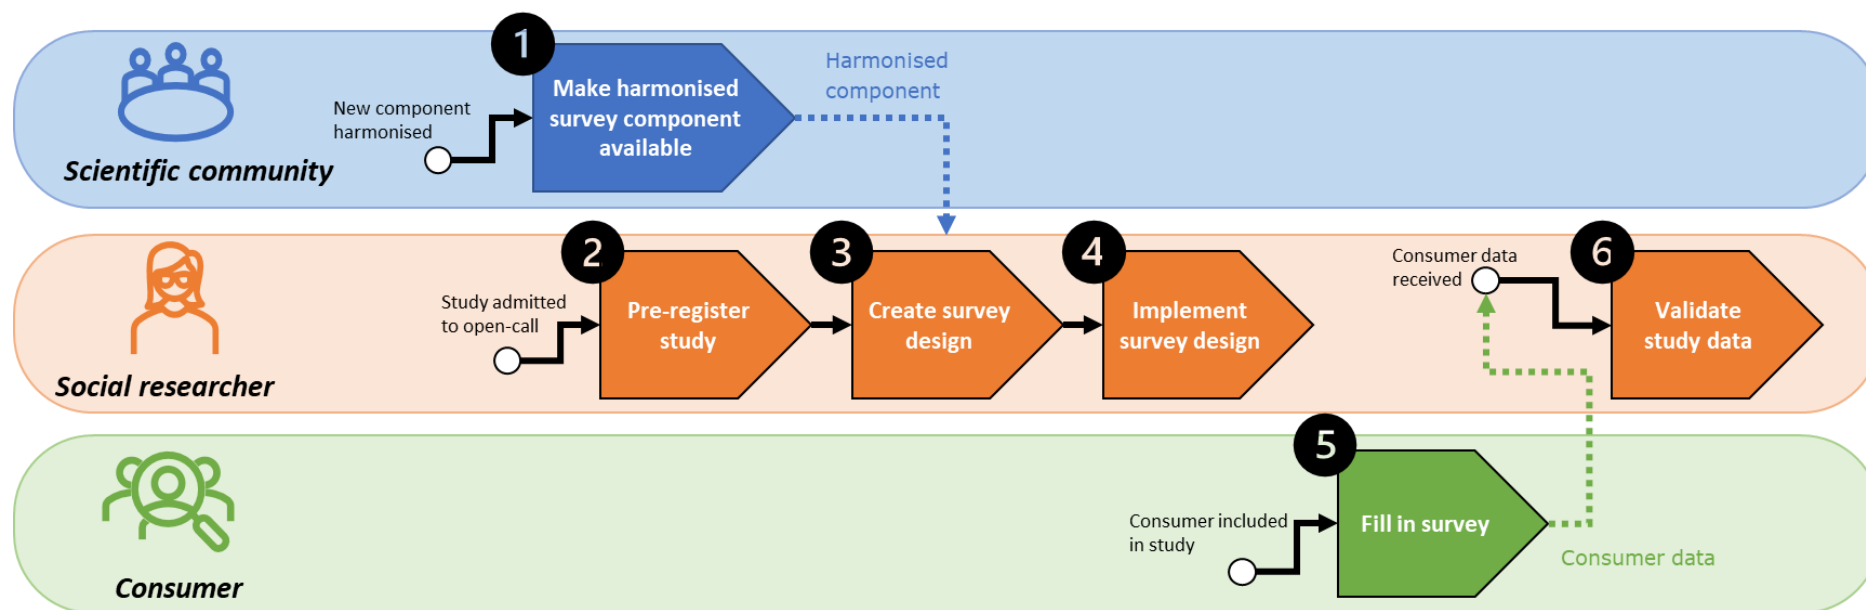 1
Make harmonised
survey component
available
Harmonised
component
New component
harmonised
Scientific community
2
Pre-register
study
3
Create survey
design
4
Implement
survey design
Consumer data
received
6
Validate
study data
Study admitted
to open-call
Social researcher
5
Fill in survey
Consumer included
in study
Consumer data
Consumer